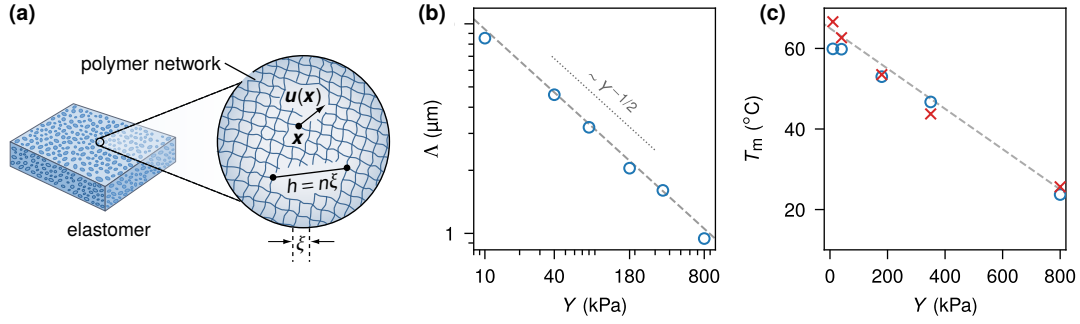 (a)
polymer network
u(x)
x
h = nξ
elastomer
ξ
(b)
Λ (μm)
1
~ Y⁻¹/²
10
40
180
800
Y (kPa)
(c)
Tₘ (°C)
60
40
20
0
200
400
600
800
Y (kPa)